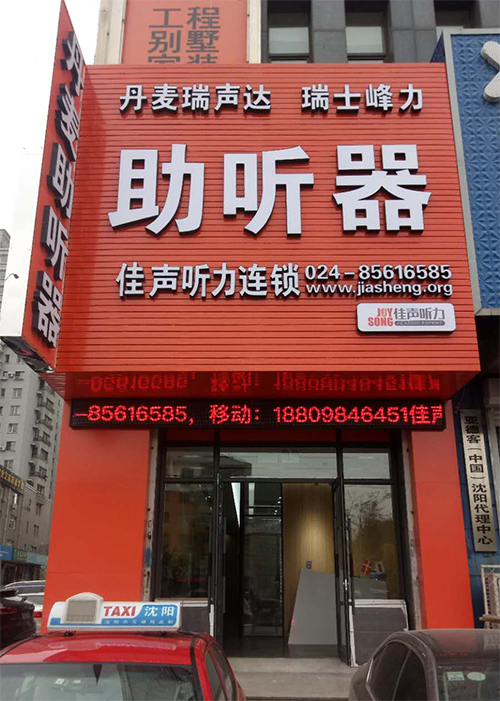 工程
别墅
丹麦瑞声达 瑞士峰力
助听器
佳声听力连锁 024-85616585
www.jiasheng.org
JOY SONG 佳声听力
丹麦助听器
-85616585，移动：18809846451佳声
亚德客（中国）沈阳代理中心
TAXI 沈阳